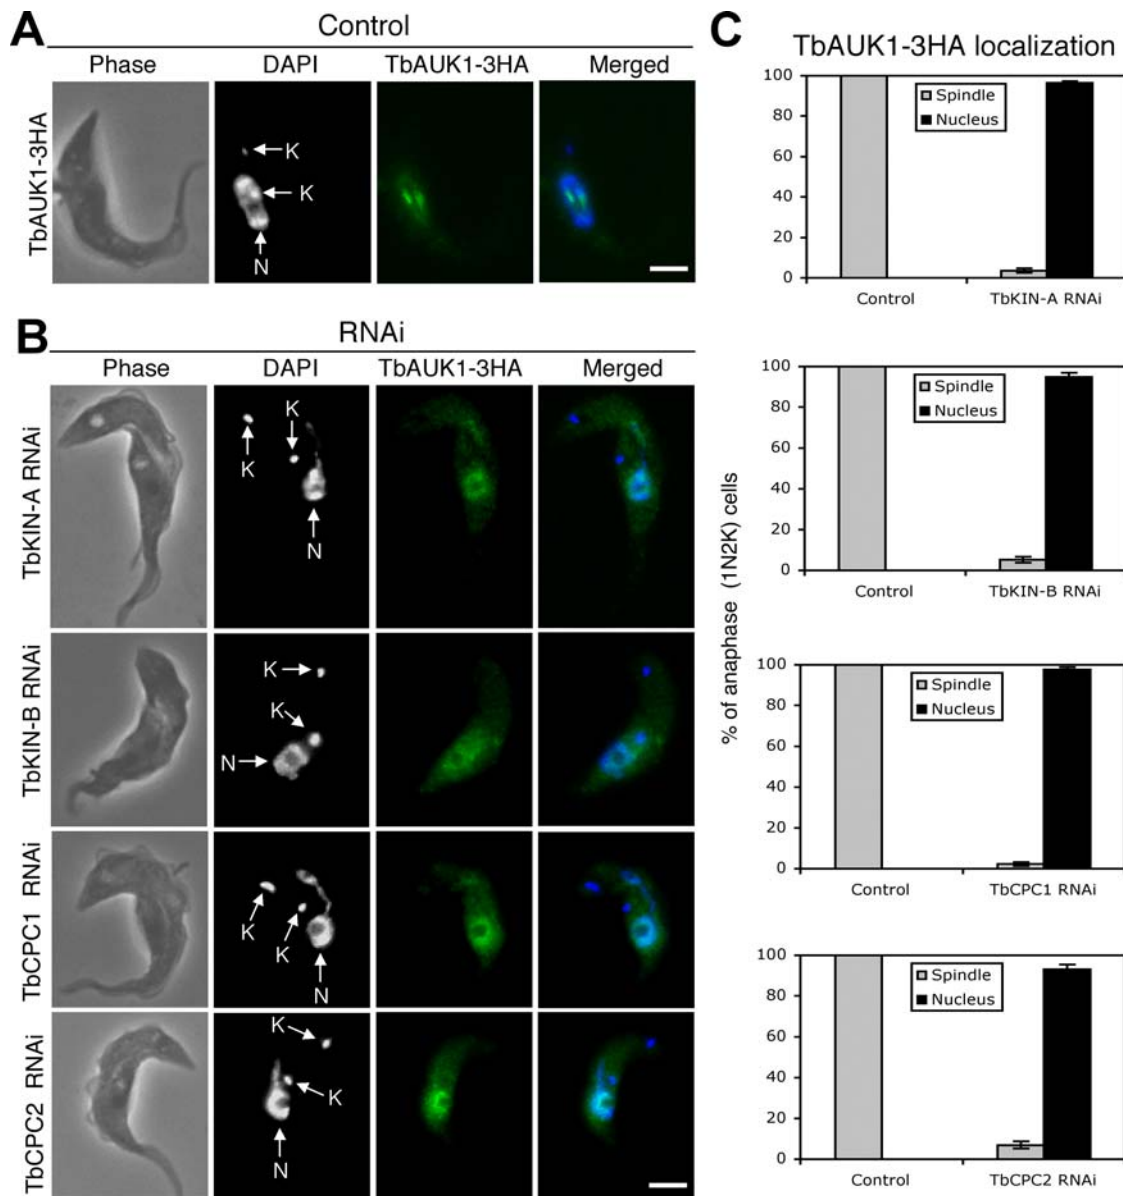 A
Control
Phase DAPI TbAUK1-3HA Merged
TbAUK1-3HA
K
K
N
B
RNAi
Phase DAPI TbAUK1-3HA Merged
TbKIN-A RNAi
K
K
N
TbKIN-B RNAi
K
K
N
TbCPC1 RNAi
K
K
N
TbCPC2 RNAi
K
K
N
C
TbAUK1-3HA localization
% of anaphase (1N2K) cells
100
80
60
40
20
0
Spindle
Nucleus
Control TbKIN-A RNAi
100
80
60
40
20
0
Spindle
Nucleus
Control TbKIN-B RNAi
100
80
60
40
20
0
Spindle
Nucleus
Control TbCPC1 RNAi
100
80
60
40
20
0
Spindle
Nucleus
Control TbCPC2 RNAi